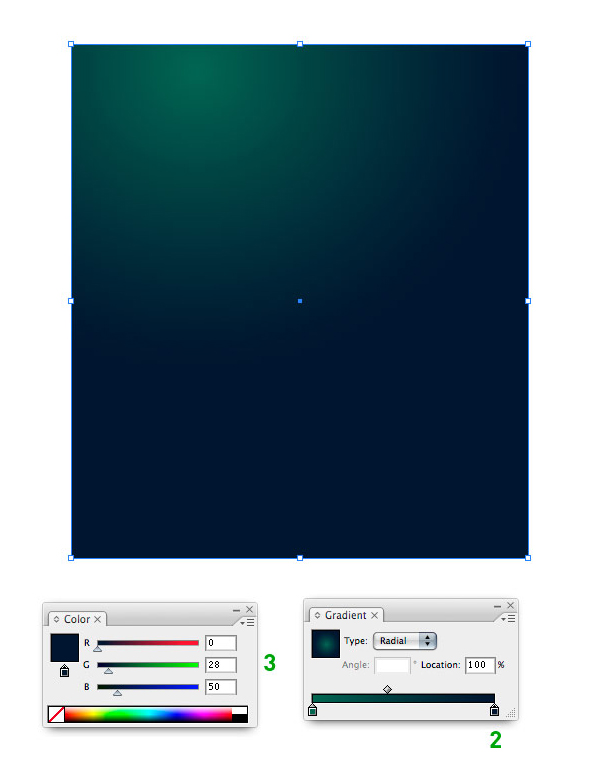 Color
R 0
G 28
B 50
3
Gradient
Type: Radial
Angle: ° Location: 100 %
2